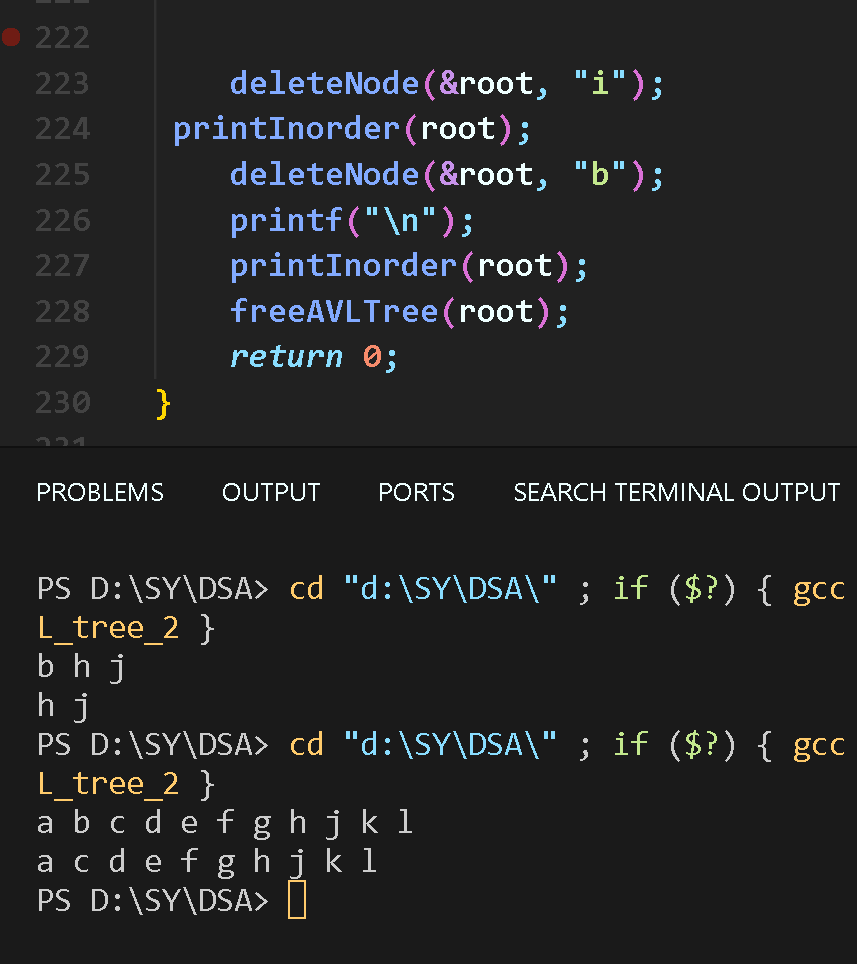 222
223 deleteNode(&root, "i");
224 printInorder(root);
225 deleteNode(&root, "b");
226 printf("\n");
227 printInorder(root);
228 freeAVLTree(root);
229 return 0;
230 }
231
PROBLEMS OUTPUT PORTS SEARCH TERMINAL OUTPUT
PS D:\SY\DSA> cd "d:\SY\DSA\" ; if ($?) { gcc
L_tree_2 }
b h j
h j
PS D:\SY\DSA> cd "d:\SY\DSA\" ; if ($?) { gcc
L_tree_2 }
a b c d e f g h j k l
a c d e f g h j k l
PS D:\SY\DSA>